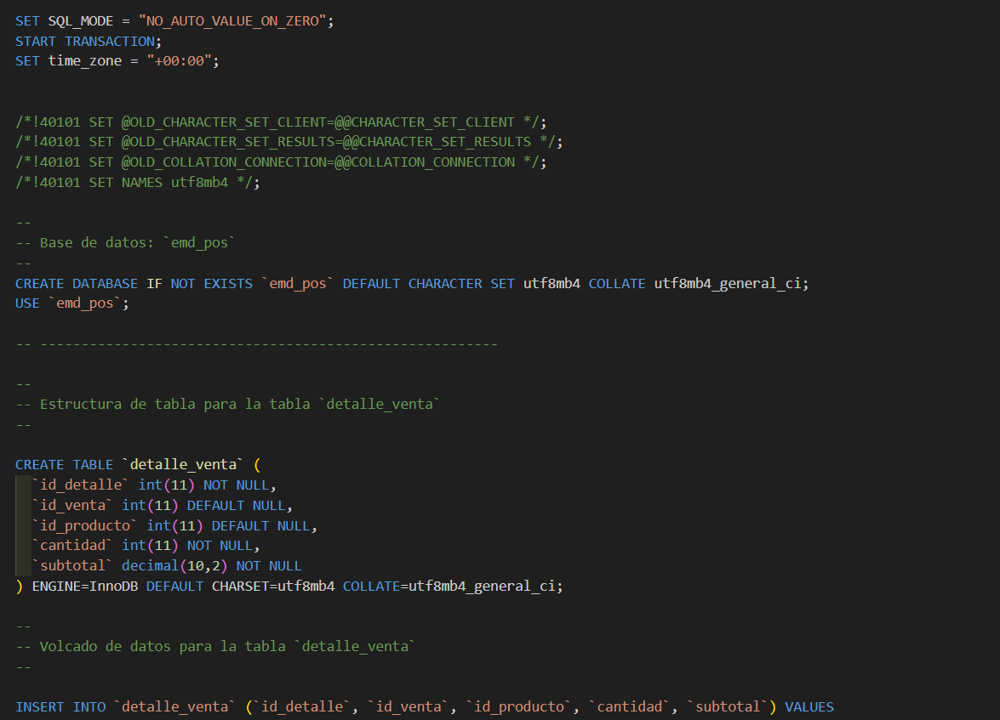 SET SQL_MODE = "NO_AUTO_VALUE_ON_ZERO";
START TRANSACTION;
SET time_zone = "+00:00";
/*!40101 SET @OLD_CHARACTER_SET_CLIENT=@@CHARACTER_SET_CLIENT */;
/*!40101 SET @OLD_CHARACTER_SET_RESULTS=@@CHARACTER_SET_RESULTS */;
/*!40101 SET @OLD_COLLATION_CONNECTION=@@COLLATION_CONNECTION */;
/*!40101 SET NAMES utf8mb4 */;
--
-- Base de datos: `emd_pos`
--
CREATE DATABASE IF NOT EXISTS `emd_pos` DEFAULT CHARACTER SET utf8mb4 COLLATE utf8mb4_general_ci;
USE `emd_pos`;
-- --------------------------------------------------------
--
-- Estructura de tabla para la tabla `detalle_venta`
--
CREATE TABLE `detalle_venta` (
  `id_detalle` int(11) NOT NULL,
  `id_venta` int(11) DEFAULT NULL,
  `id_producto` int(11) DEFAULT NULL,
  `cantidad` int(11) NOT NULL,
  `subtotal` decimal(10,2) NOT NULL
) ENGINE=InnoDB DEFAULT CHARSET=utf8mb4 COLLATE=utf8mb4_general_ci;
--
-- Volcado de datos para la tabla `detalle_venta`
--
INSERT INTO `detalle_venta` (`id_detalle`, `id_venta`, `id_producto`, `cantidad`, `subtotal`) VALUES